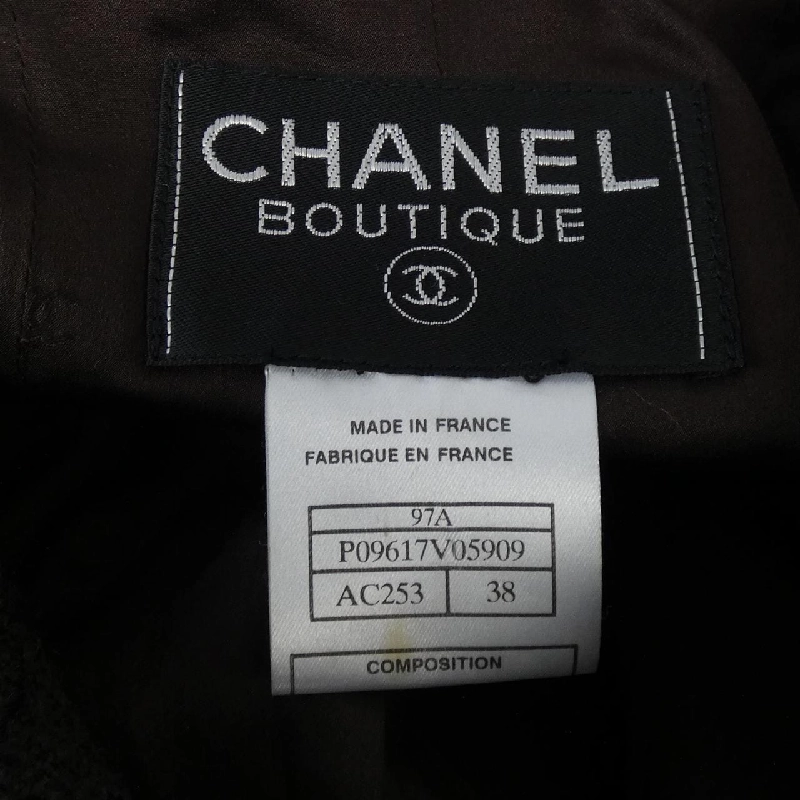 CHANEL
BOUTIQUE
MADE IN FRANCE
FABRIQUE EN FRANCE
97A
P09617V05909
AC253 38
COMPOSITION